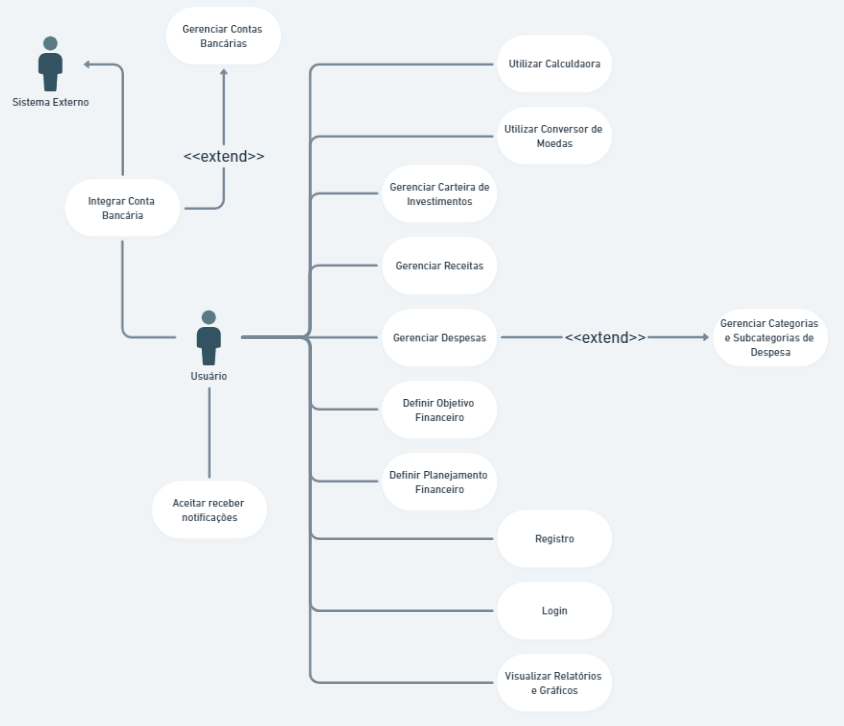 Gerenciar Contas
Bancárias
Sistema Externo
Utilizar Calculdaora
Utilizar Conversor de
Moedas
<<extend>>
Integrar Conta
Bancária
Gerenciar Carteira de
Investimentos
Gerenciar Receitas
Usuário
Gerenciar Despesas
<<extend>>
Gerenciar Categorias
e Subcategorias de
Despesa
Definir Objetivo
Financeiro
Definir Planejamento
Financeiro
Aceitar receber
notificações
Registro
Login
Visualizar Relatórios
e Gráficos